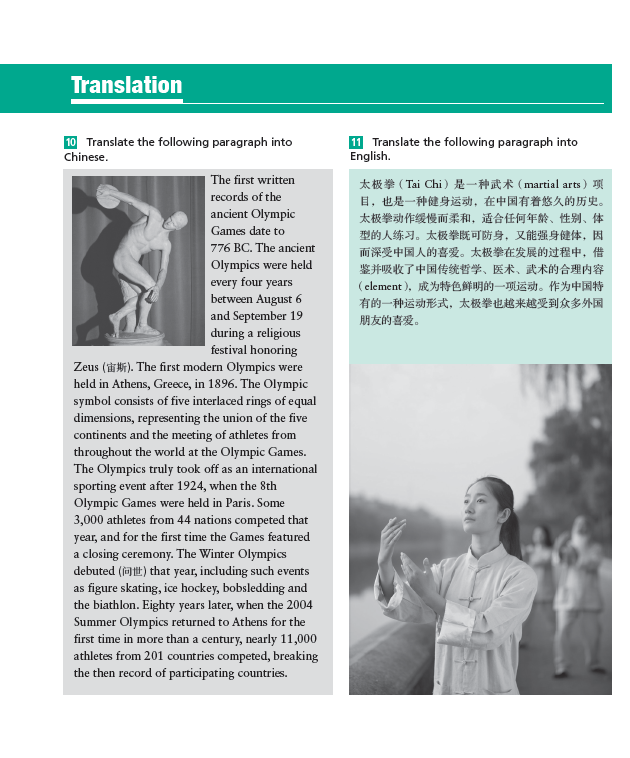 Translation
10 Translate the following paragraph into
Chinese.
The first written
records of the
ancient Olympic
Games date to
776 BC. The ancient
Olympics were held
every four years
between August 6
and September 19
during a religious
festival honoring
Zeus (宙斯). The first modern Olympics were
held in Athens, Greece, in 1896. The Olympic
symbol consists of five interlaced rings of equal
dimensions, representing the union of the five
continents and the meeting of athletes from
throughout the world at the Olympic Games.
The Olympics truly took off as an international
sporting event after 1924, when the 8th
Olympic Games were held in Paris. Some
3,000 athletes from 44 nations competed that
year, and for the first time the Games featured
a closing ceremony. The Winter Olympics
debuted (问世) that year, including such events
as figure skating, ice hockey, bobsledding and
the biathlon. Eighty years later, when the 2004
Summer Olympics returned to Athens for the
first time in more than a century, nearly 11,000
athletes from 201 countries competed, breaking
the then record of participating countries.
11 Translate the following paragraph into
English.
太极拳 ( Tai Chi ) 是一种武术 ( martial arts ) 项
目，也是一种健身运动，在中国有着悠久的历史。
太极拳动作缓慢而柔和，适合任何年龄、性别、体
型的人练习。太极拳既可防身，又能强身健体，因
而深受中国人的喜爱。太极拳在发展的过程中，借
鉴并吸收了中国传统哲学、医术、武术的合理内容
( element )，成为特色鲜明的一项运动。作为中国特
有的一种运动形式，太极拳也越来越受到众多外国
朋友的喜爱。